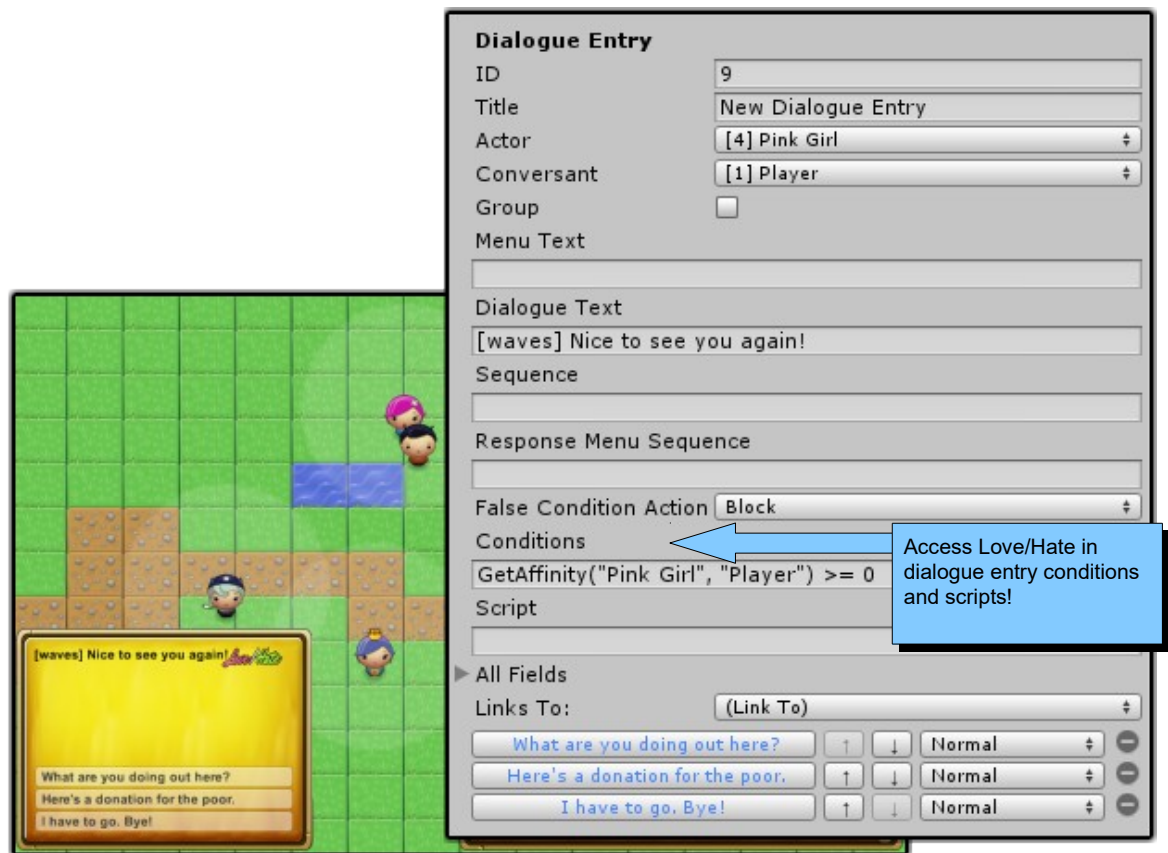 Dialogue Entry
ID
9
Title
New Dialogue Entry
Actor
[4] Pink Girl
Conversant
[1] Player
Group
Menu Text
Dialogue Text
[waves] Nice to see you again!
Sequence
Response Menu Sequence
False Condition Action
Block
Conditions
GetAffinity("Pink Girl", "Player") >= 0
Script
Access Love/Hate in
dialogue entry conditions
and scripts!
All Fields
Links To:
(Link To)
What are you doing out here?
↑
↓
Normal
Here's a donation for the poor.
↑
↓
Normal
I have to go. Bye!
↑
↓
Normal
[waves] Nice to see you again!
Love/Hate
What are you doing out here?
Here's a donation for the poor.
I have to go. Bye!